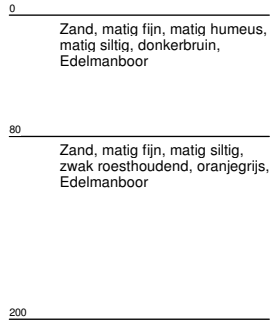 0
Zand, matig fijn, matig humeus,
matig siltig, donkerbruin,
Edelmanboor
80
Zand, matig fijn, matig siltig,
zwak roesthoudend, oranjegrijs,
Edelmanboor
200